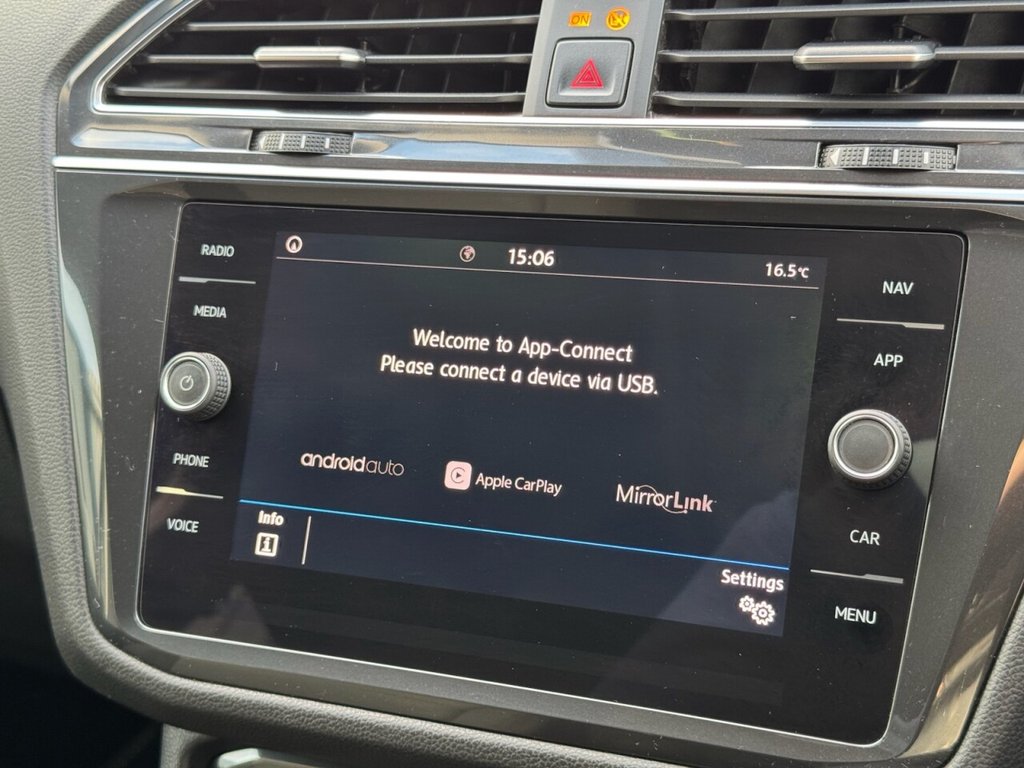 ON
RADIO
MEDIA
PHONE
VOICE
15:06
16.5°C
Welcome to App-Connect
Please connect a device via USB.
androidauto
Apple CarPlay
MirrorLink
Info
Settings
NAV
APP
CAR
MENU